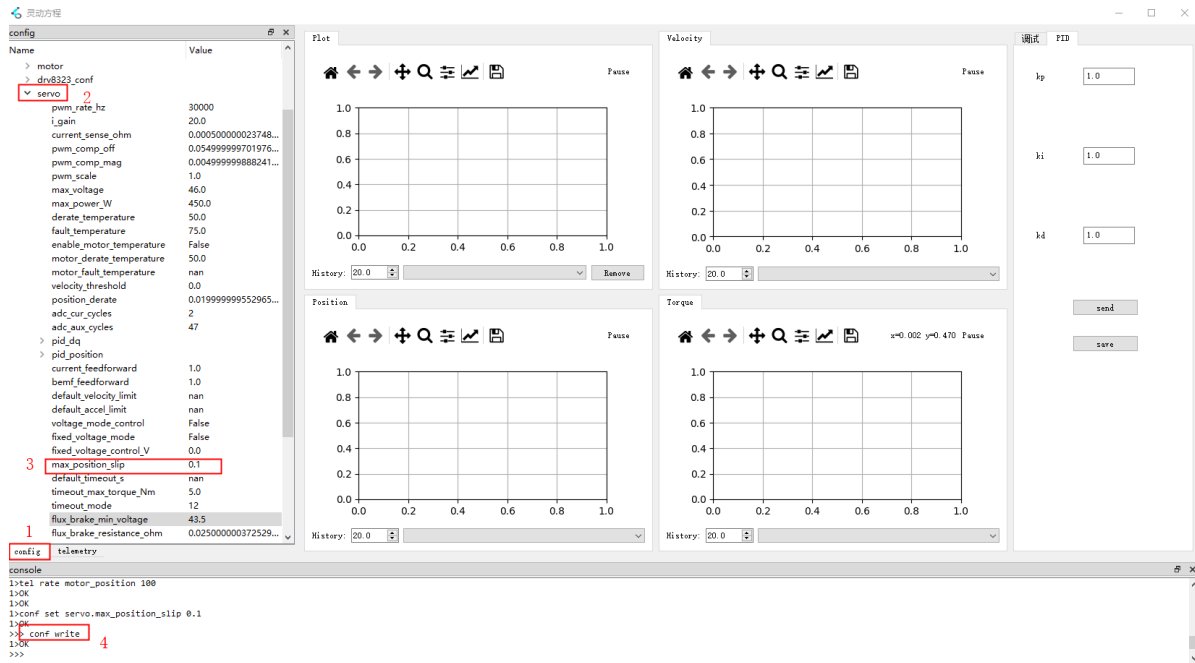 灵动方程
config
Name Value
motor
drv8323_conf
servo 2
pwm_rate_hz 30000
i_gain 20.0
current_sense_ohm 0.000500000023748...
pwm_comp_off 0.054999999701976...
pwm_comp_mag 0.004999999888241...
pwm_scale 1.0
max_voltage 46.0
max_power_W 450.0
derate_temperature 50.0
fault_temperature 75.0
enable_motor_temperature False
motor_derate_temperature 50.0
motor_fault_temperature nan
velocity_threshold 0.0
position_derate 0.019999999552965...
adc_cur_cycles 2
adc_aux_cycles 47
pid_dq
pid_position
current_feedforward 1.0
bemf_feedforward 1.0
default_velocity_limit nan
default_accel_limit nan
voltage_mode_control False
fixed_voltage_mode False
fixed_voltage_control_V 0.0
3 max_position_slip 0.1
default_timeout_s nan
timeout_max_torque_Nm 5.0
timeout_mode 12
flux_brake_min_voltage 43.5
1 flux_brake_resistance_ohm 0.025000000372529...
config telemetry
Plot
Pause
1.0
0.8
0.6
0.4
0.2
0.0
0.0 0.2 0.4 0.6 0.8 1.0
History: 20.0 Remove
Velocity
Pause
1.0
0.8
0.6
0.4
0.2
0.0
0.0 0.2 0.4 0.6 0.8 1.0
History: 20.0
Position
Pause
1.0
0.8
0.6
0.4
0.2
0.0
0.0 0.2 0.4 0.6 0.8 1.0
History: 20.0
Torque
x=0.002 y=0.470 Pause
1.0
0.8
0.6
0.4
0.2
0.0
0.0 0.2 0.4 0.6 0.8 1.0
History: 20.0
调试 PID
kp 1.0
ki 1.0
kd 1.0
send
save
console
1>tel rate motor_position 100
1>OK
1>OK
1>conf set servo.max_position_slip 0.1
1>OK
>>> conf write
1>OK 4
>>>